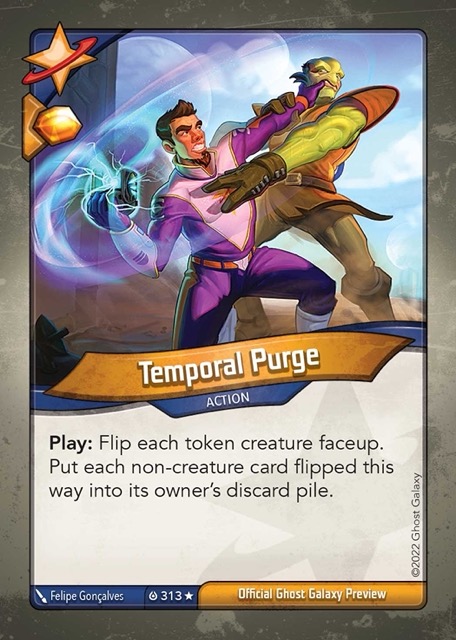 Temporal Purge
ACTION
Play: Flip each token creature faceup.
Put each non-creature card flipped this
way into its owner's discard pile.
©2022 Ghost Galaxy
Felipe Gonçalves
313★
Official Ghost Galaxy Preview